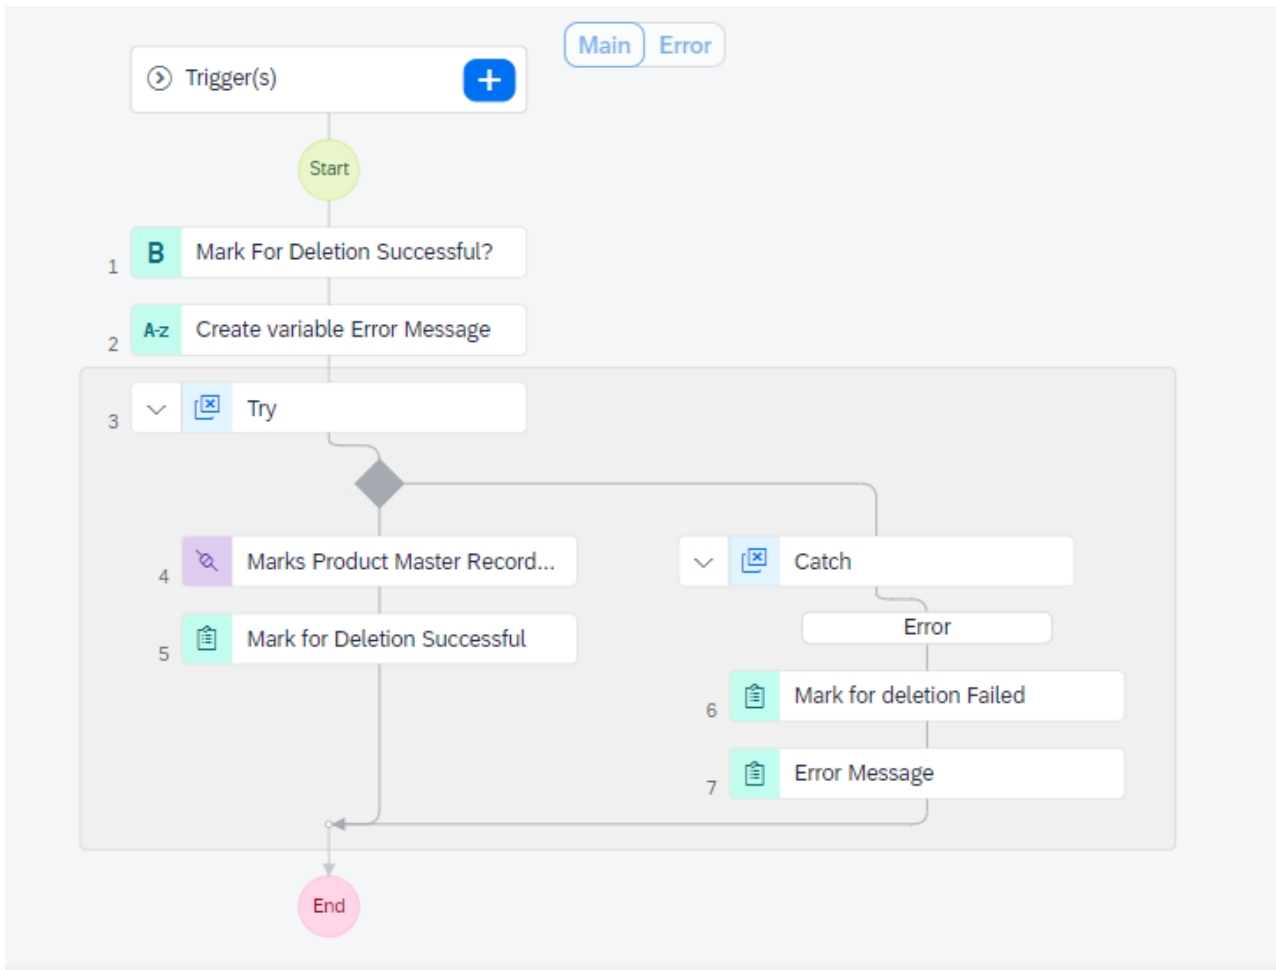 Main Error
Trigger(s)
Start
1 B Mark For Deletion Successful?
2 A-z Create variable Error Message
3 Try
4 Marks Product Master Record...
5 Mark for Deletion Successful
Catch
Error
6 Mark for deletion Failed
7 Error Message
End